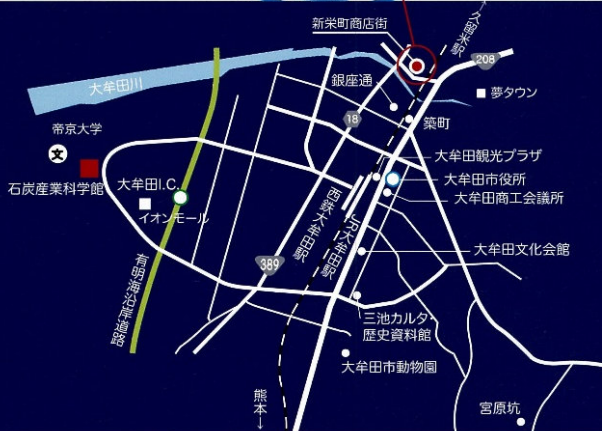 新栄町商店街
←久留米駅
208
大牟田川
銀座通
夢タウン
18
築町
帝京大学
文
大牟田観光プラザ
石炭産業科学館
大牟田I.C.
大牟田市役所
イオンモール
大牟田商工会議所
西鉄大牟田駅
JR大牟田駅
有明海沿岸道路
389
大牟田文化会館
三池カルタ・
歴史資料館
大牟田市動物園
熊本→
宮原坑